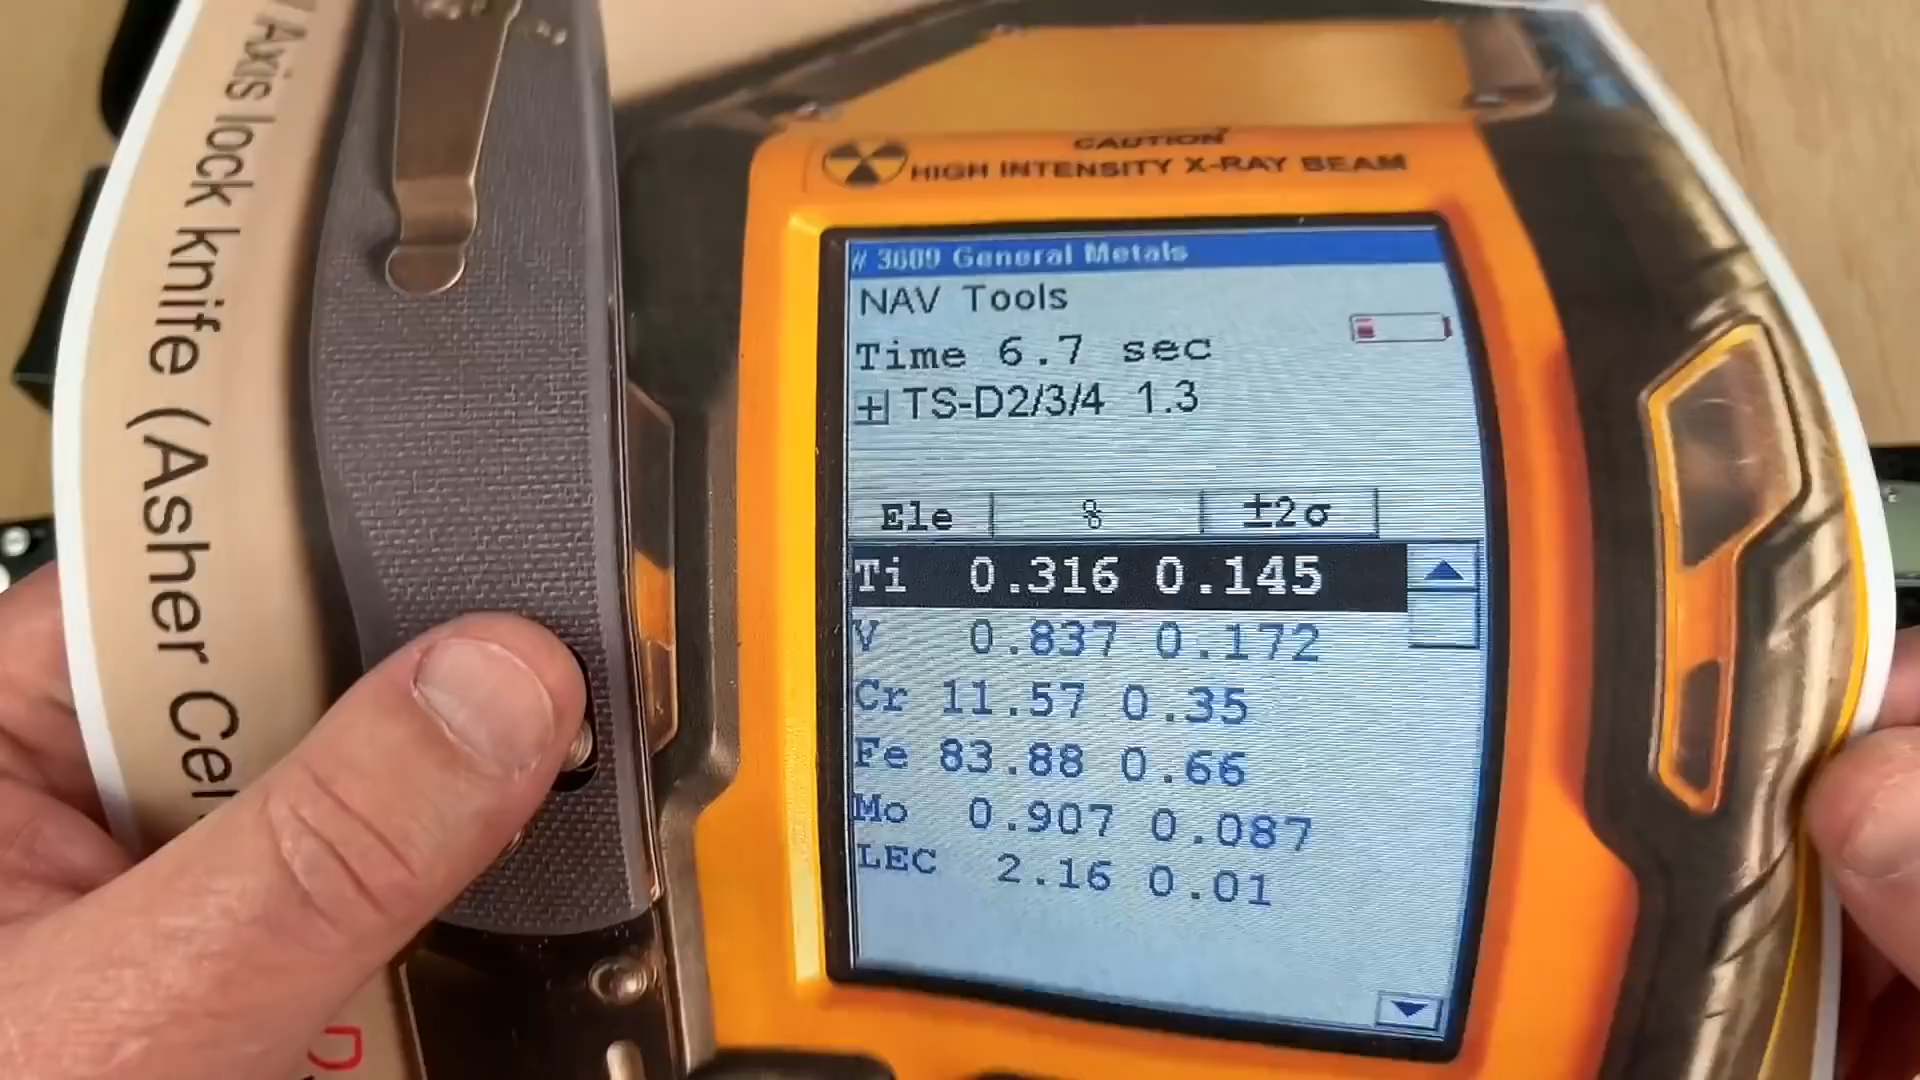 Axis lock knife (Asher Cer
CAUTION
HIGH INTENSITY X-RAY BEAM
# 3609 General Metals
NAV Tools
Time 6.7 sec
+ TS-D2/3/4 1.3
Ele % ±2σ
Ti 0.316 0.145
V 0.837 0.172
Cr 11.57 0.35
Fe 83.88 0.66
Mo 0.907 0.087
LEC 2.16 0.01